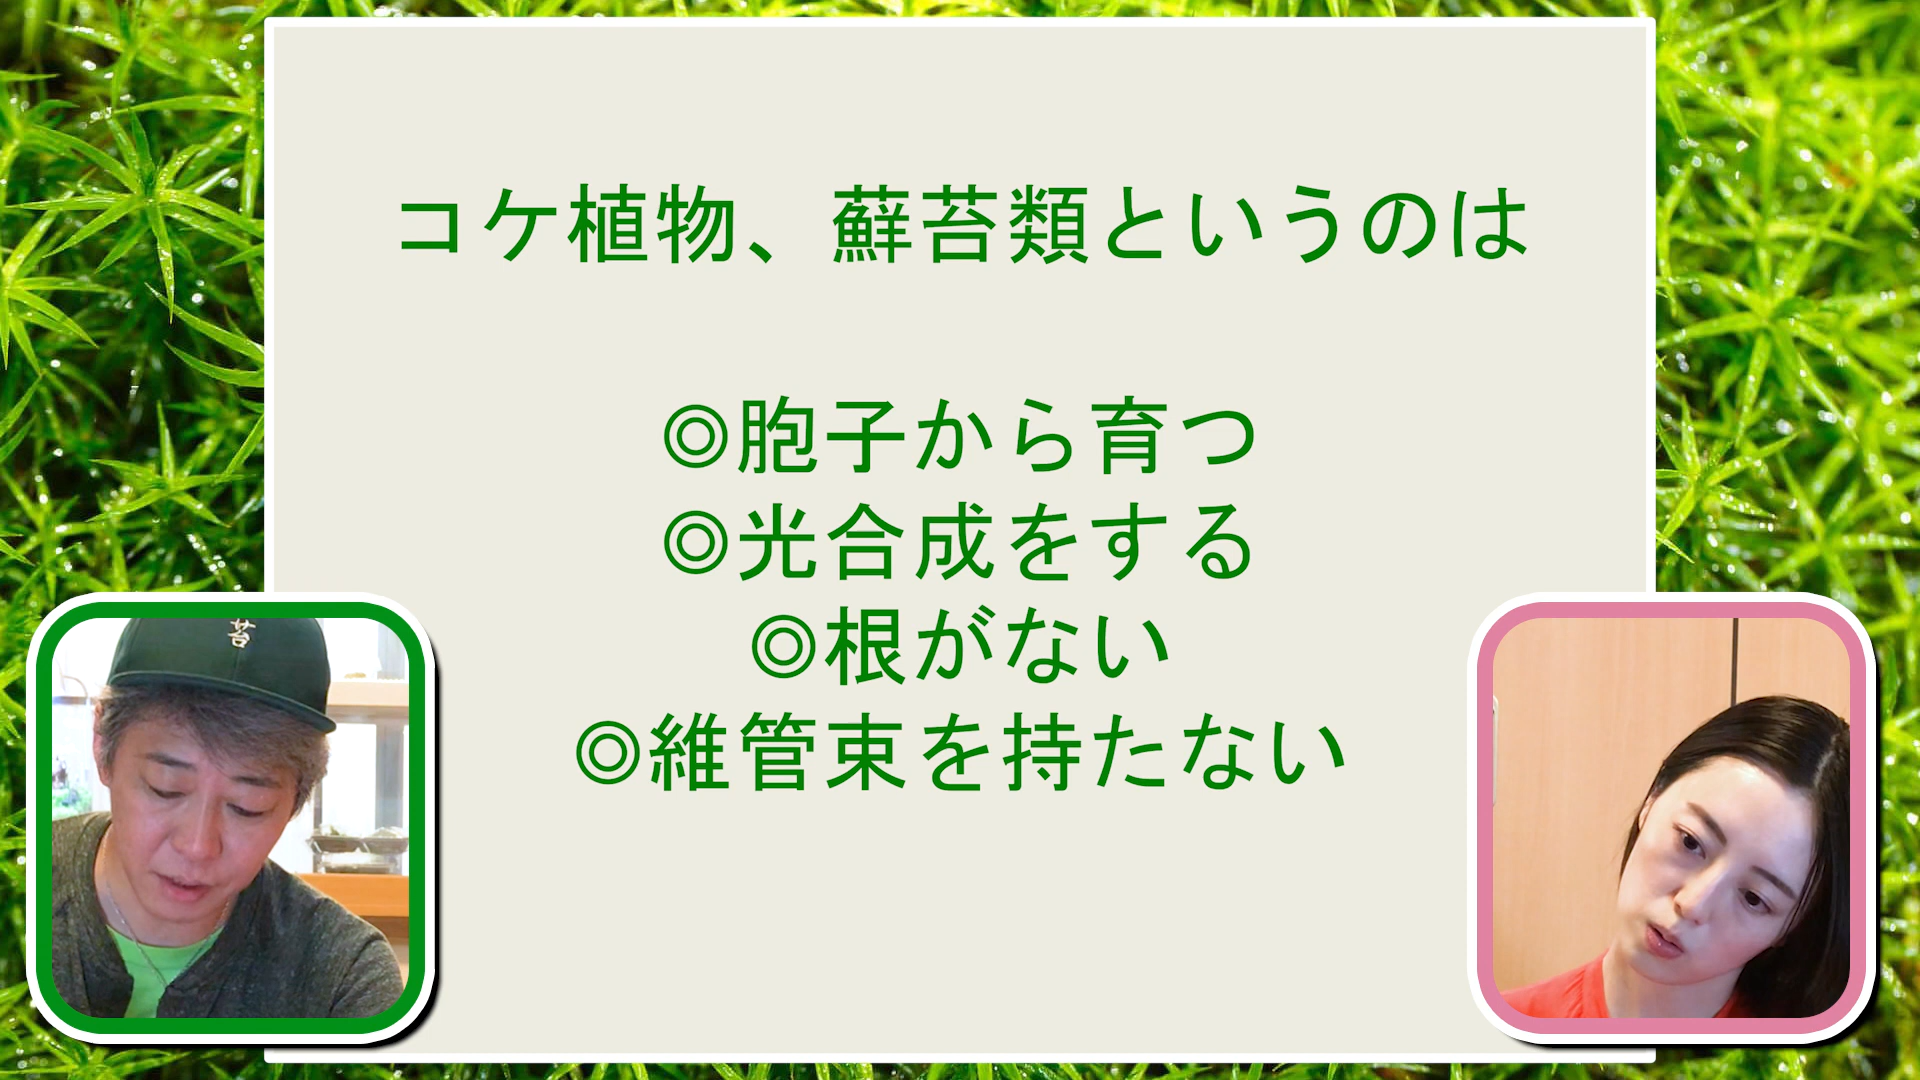 コケ植物、蘚苔類というのは
◎胞子から育つ
◎光合成をする
◎根がない
◎維管束を持たない
苔